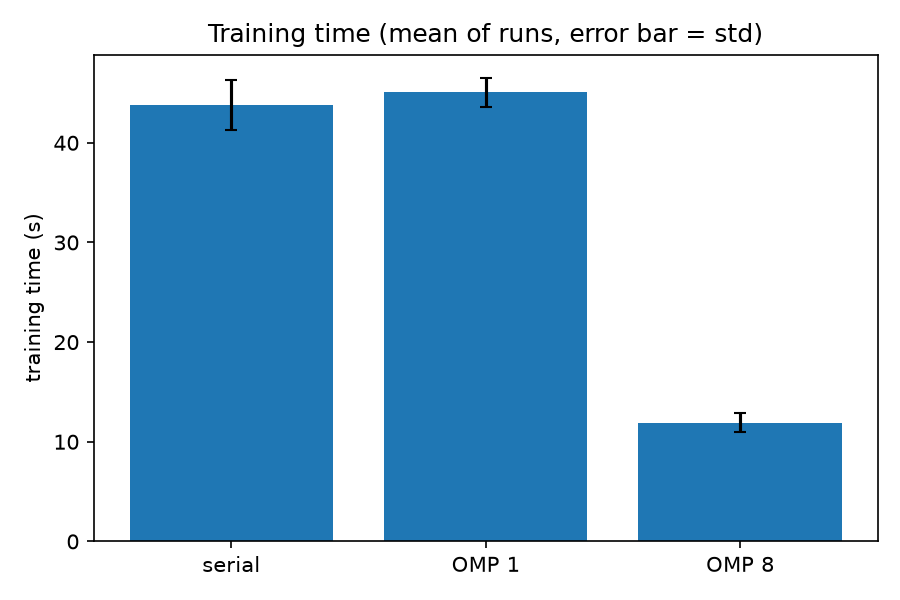 Training time (mean of runs, error bar = std)
training time (s)
40
30
20
10
0
serial
OMP 1
OMP 8